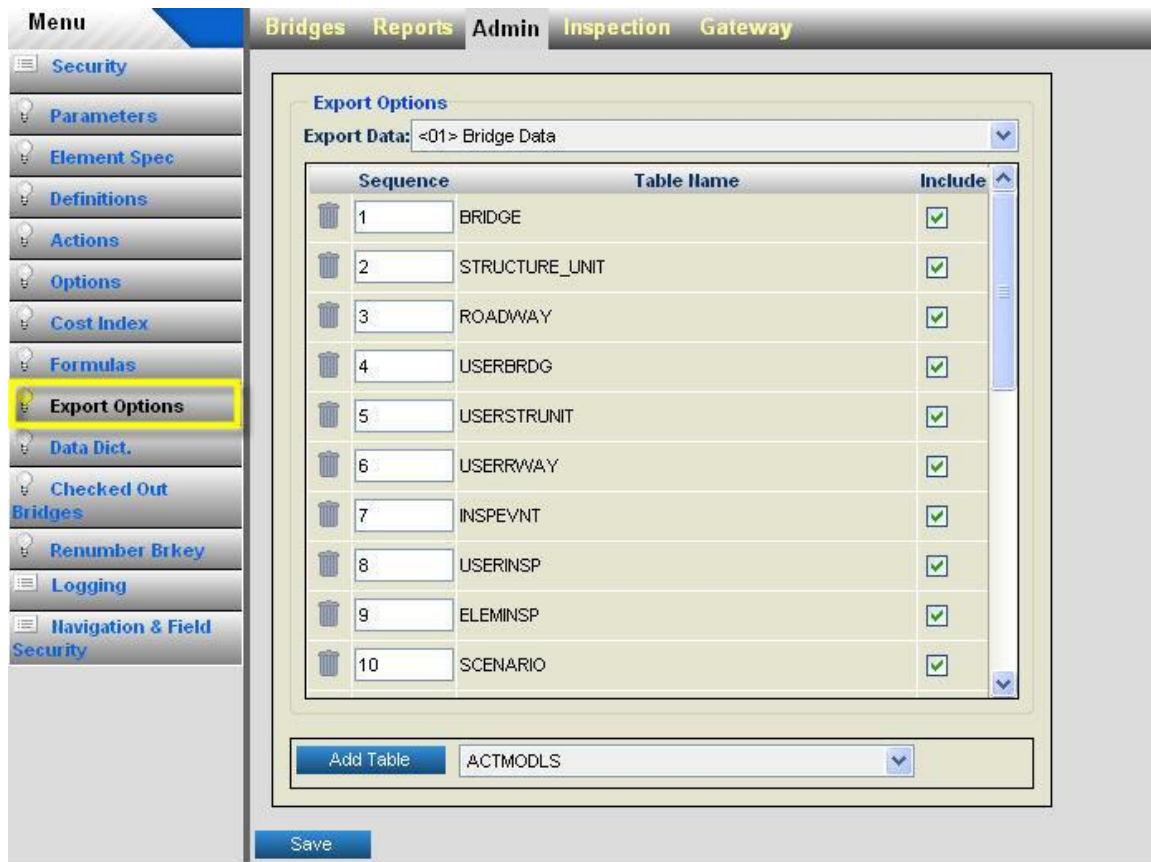 Menu
Security
Parameters
Element Spec
Definitions
Actions
Options
Cost Index
Formulas
Export Options
Data Dict.
Checked Out
Bridges
Renumber Brkey
Logging
Navigation & Field
Security
Bridges Reports Admin Inspection Gateway
Export Options
Export Data: <01> Bridge Data
Sequence Table Name Include
1 BRIDGE
2 STRUCTURE_UNIT
3 ROADWAY
4 USERBRDG
5 USERSTRUNIT
6 USERRWAY
7 INSPEVNT
8 USERINSP
9 ELEMINSP
10 SCENARIO
Add Table ACTMODLS
Save